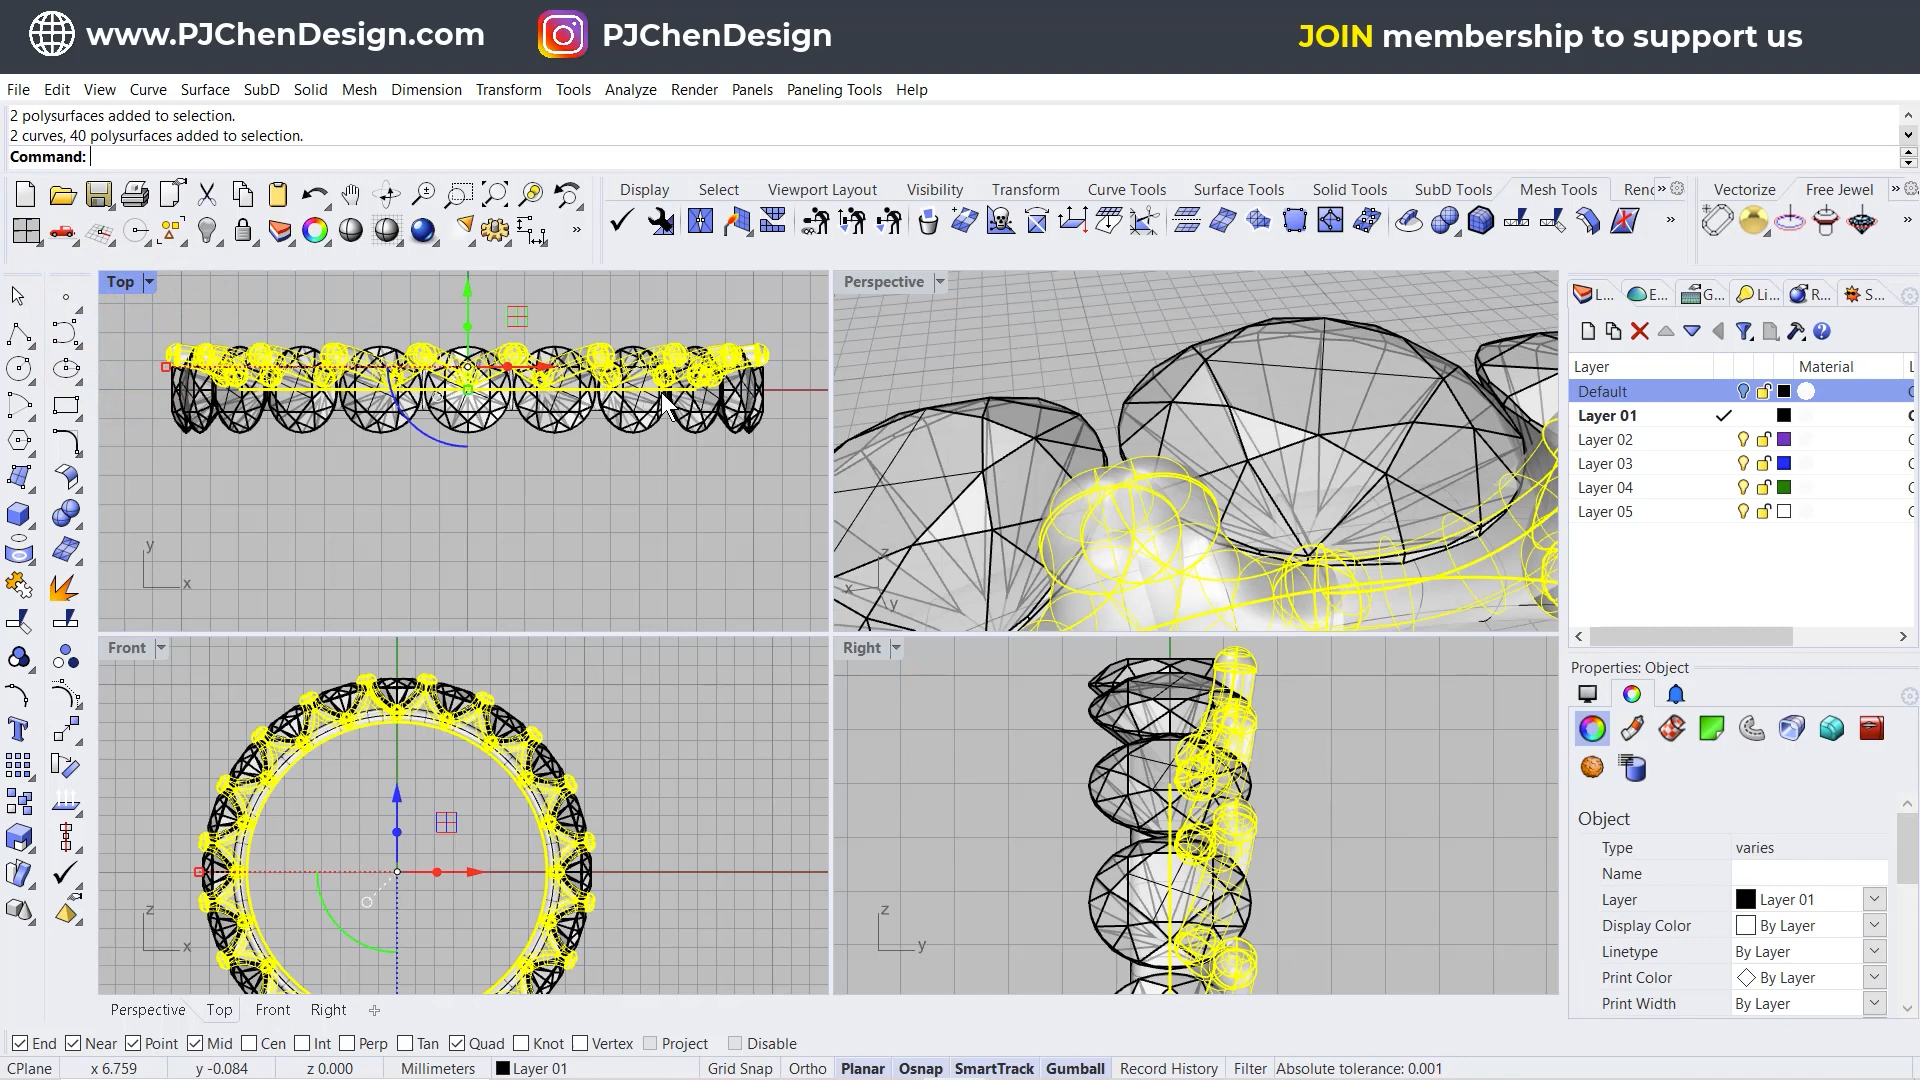 www.PJChenDesign.com PJChenDesign JOIN membership to support us
File Edit View Curve Surface SubD Solid Mesh Dimension Transform Tools Analyze Render Panels Paneling Tools Help
2 polysurfaces added to selection.
2 curves, 40 polysurfaces added to selection.
Command:
Display Select Viewport Layout Visibility Transform Curve Tools Surface Tools Solid Tools SubD Tools Mesh Tools Renc » Vectorize Free Jewel »
Top
Perspective
L... E... G... Li... R... S...
Layer Material L
Default
Layer 01
Layer 02
Layer 03
Layer 04
Layer 05
y x
z x y
Front
Right
Properties: Object
Object
Type varies
Name
Layer Layer 01
Display Color By Layer
Linetype By Layer
Print Color By Layer
Print Width By Layer
z x
z y
Perspective Top Front Right
End Near Point Mid Cen Int Perp Tan Quad Knot Vertex Project Disable
CPlane x 6.759 y -0.084 z 0.000 Millimeters Layer 01 Grid Snap Ortho Planar Osnap SmartTrack Gumball Record History Filter Absolute tolerance: 0.001